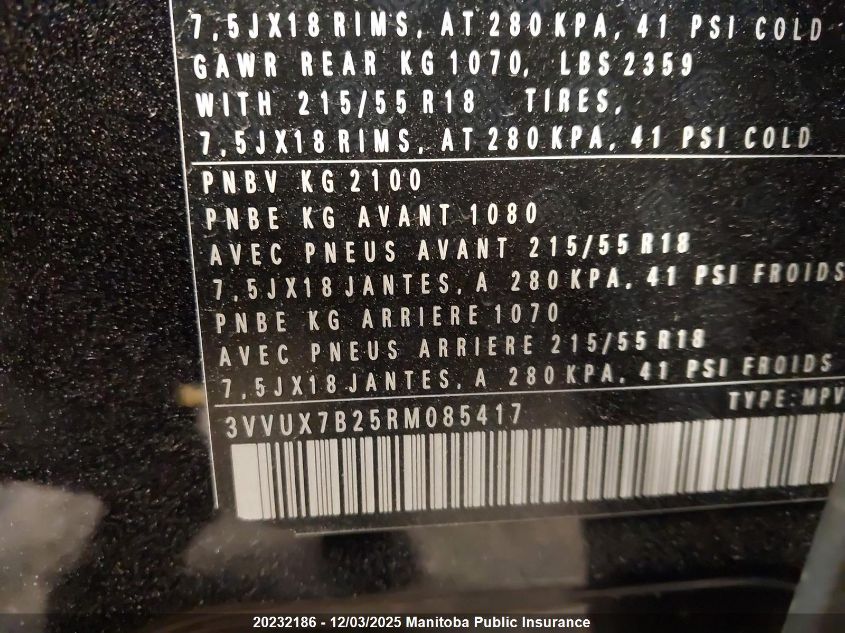 7,5JX18 RIMS, AT 280 KPA, 41 PSI COLD
GAWR REAR KG 1070, LBS 2359
WITH 215/55 R18 TIRES,
7,5JX18 RIMS, AT 280 KPA, 41 PSI COLD
PNBV KG 2100
PNBE KG AVANT 1080
AVEC PNEUS AVANT 215/55 R18
7,5JX18 JANTES, A 280 KPA, 41 PSI FROIDS
PNBE KG ARRIERE 1070
AVEC PNEUS ARRIERE 215/55 R18
7,5JX18 JANTES, A 280 KPA, 41 PSI FROIDS
TYPE: MPV
3VVUX7B25RM085417
20232186 - 12/03/2025 Manitoba Public Insurance